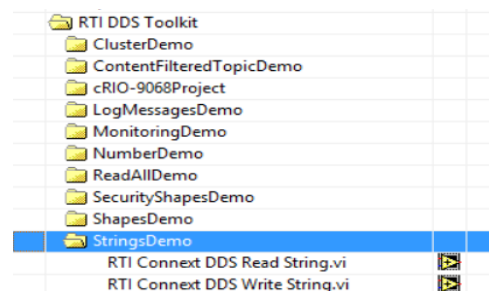 RTI DDS Toolkit
ClusterDemo
ContentFilteredTopicDemo
cRIO-9068Project
LogMessagesDemo
MonitoringDemo
NumberDemo
ReadAllDemo
SecurityShapesDemo
ShapesDemo
StringsDemo
RTI Connext DDS Read String.vi
RTI Connext DDS Write String.vi